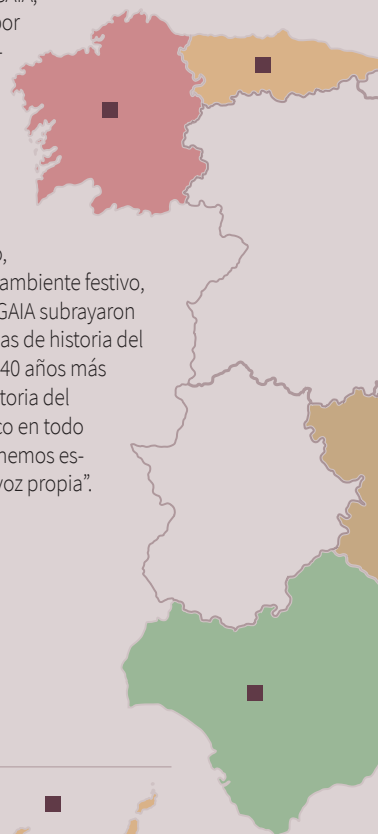 por
ambiente festivo,
GAIA subrayaron
as de historia del
40 años más
toria del
co en todo
nemos es-
voz propia”.